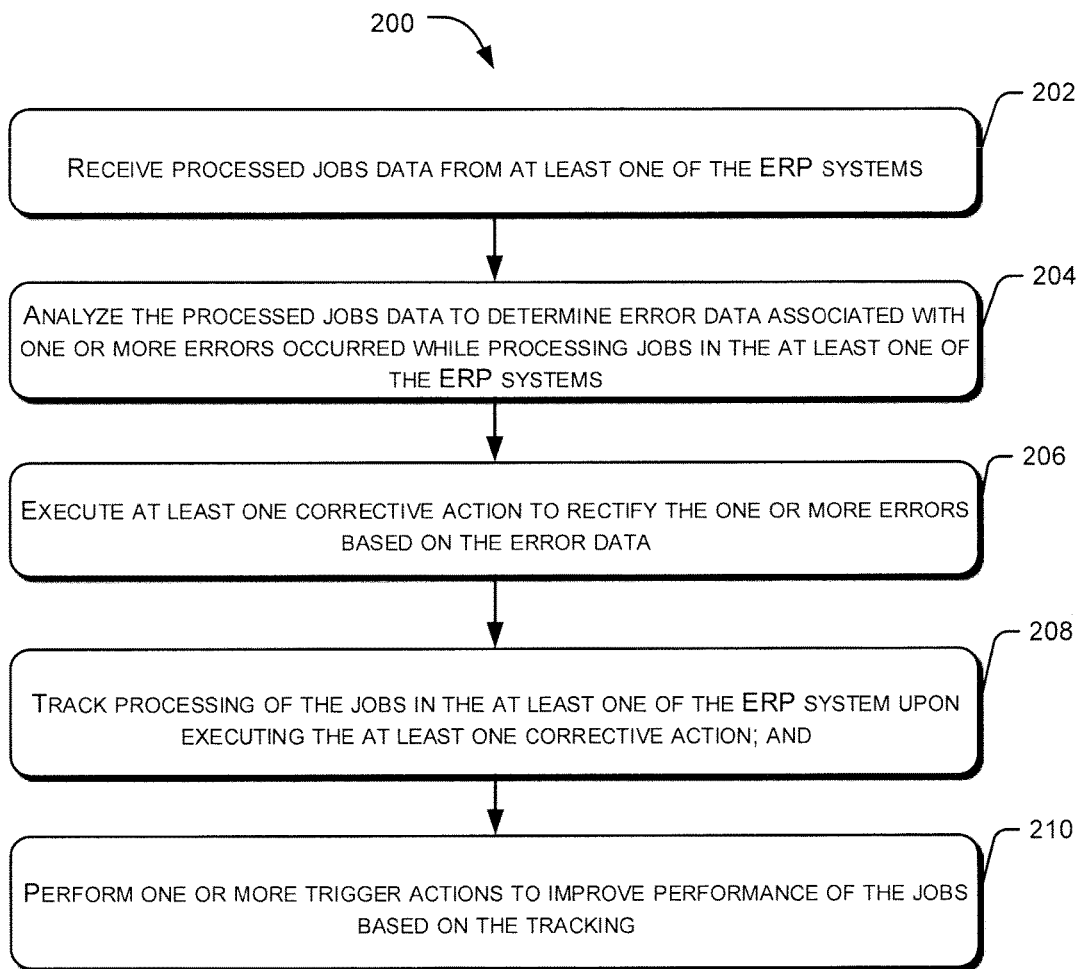 200
202
RECEIVE PROCESSED JOBS DATA FROM AT LEAST ONE OF THE ERP SYSTEMS
204
ANALYZE THE PROCESSED JOBS DATA TO DETERMINE ERROR DATA ASSOCIATED WITH
ONE OR MORE ERRORS OCCURRED WHILE PROCESSING JOBS IN THE AT LEAST ONE OF
THE ERP SYSTEMS
206
EXECUTE AT LEAST ONE CORRECTIVE ACTION TO RECTIFY THE ONE OR MORE ERRORS
BASED ON THE ERROR DATA
208
TRACK PROCESSING OF THE JOBS IN THE AT LEAST ONE OF THE ERP SYSTEM UPON
EXECUTING THE AT LEAST ONE CORRECTIVE ACTION; AND
210
PERFORM ONE OR MORE TRIGGER ACTIONS TO IMPROVE PERFORMANCE OF THE JOBS
BASED ON THE TRACKING